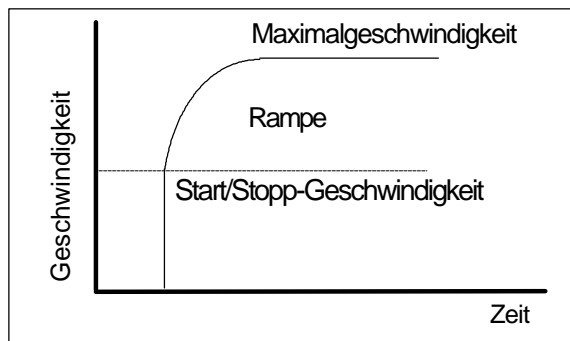 Maximalgeschwindigkeit
Rampe
Start/Stopp-Geschwindigkeit
Geschwindigkeit
Zeit